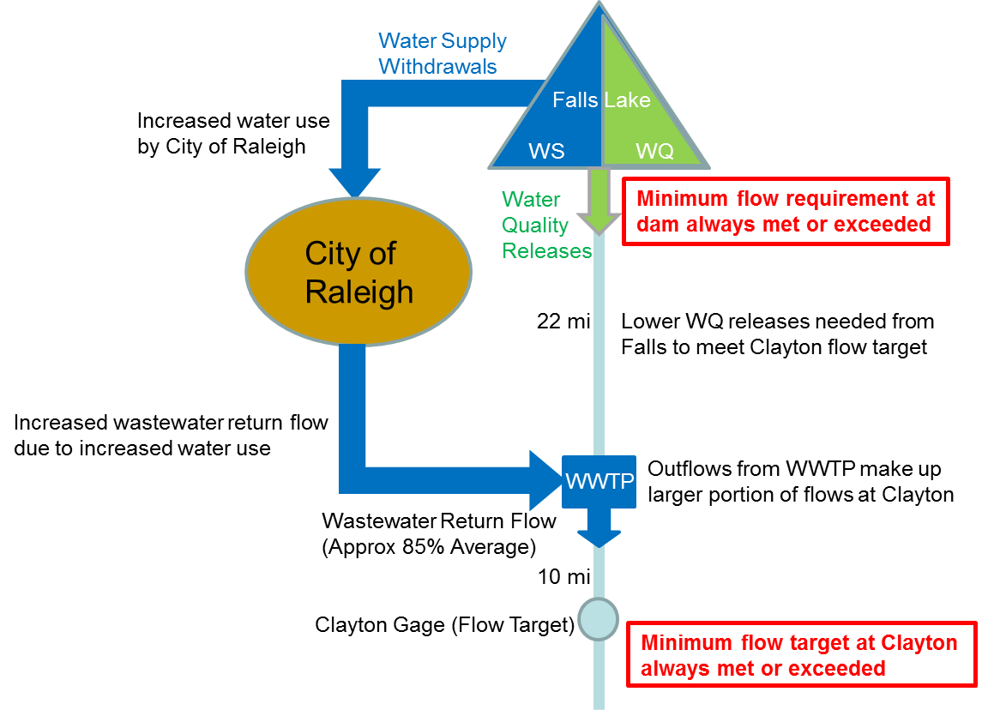 Water Supply
Withdrawals
Increased water use
by City of Raleigh
Falls Lake
WS
WQ
Water
Quality
Releases
Minimum flow requirement at
dam always met or exceeded
City of
Raleigh
22 mi
Lower WQ releases needed from
Falls to meet Clayton flow target
Increased wastewater return flow
due to increased water use
WWTP
Outflows from WWTP make up
larger portion of flows at Clayton
Wastewater Return Flow
(Approx 85% Average)
10 mi
Clayton Gage (Flow Target)
Minimum flow target at Clayton
always met or exceeded